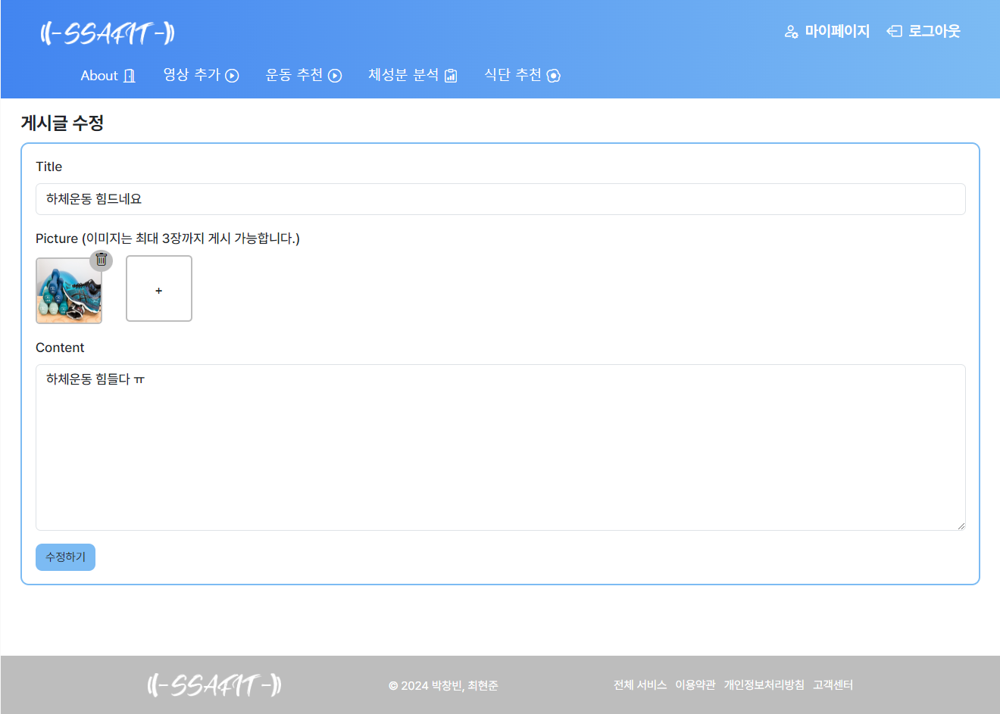 ((-SSAFIT-))
마이페이지 로그아웃
About 영상 추가 운동 추천 체성분 분석 식단 추천
게시글 수정
Title
하체운동 힘드네요
Picture (이미지는 최대 3장까지 게시 가능합니다.)
+
Content
하체운동 힘들다 ㅠ
수정하기
((-SSAFIT-)) © 2024 박창빈, 최현준 전체 서비스 이용약관 개인정보처리방침 고객센터